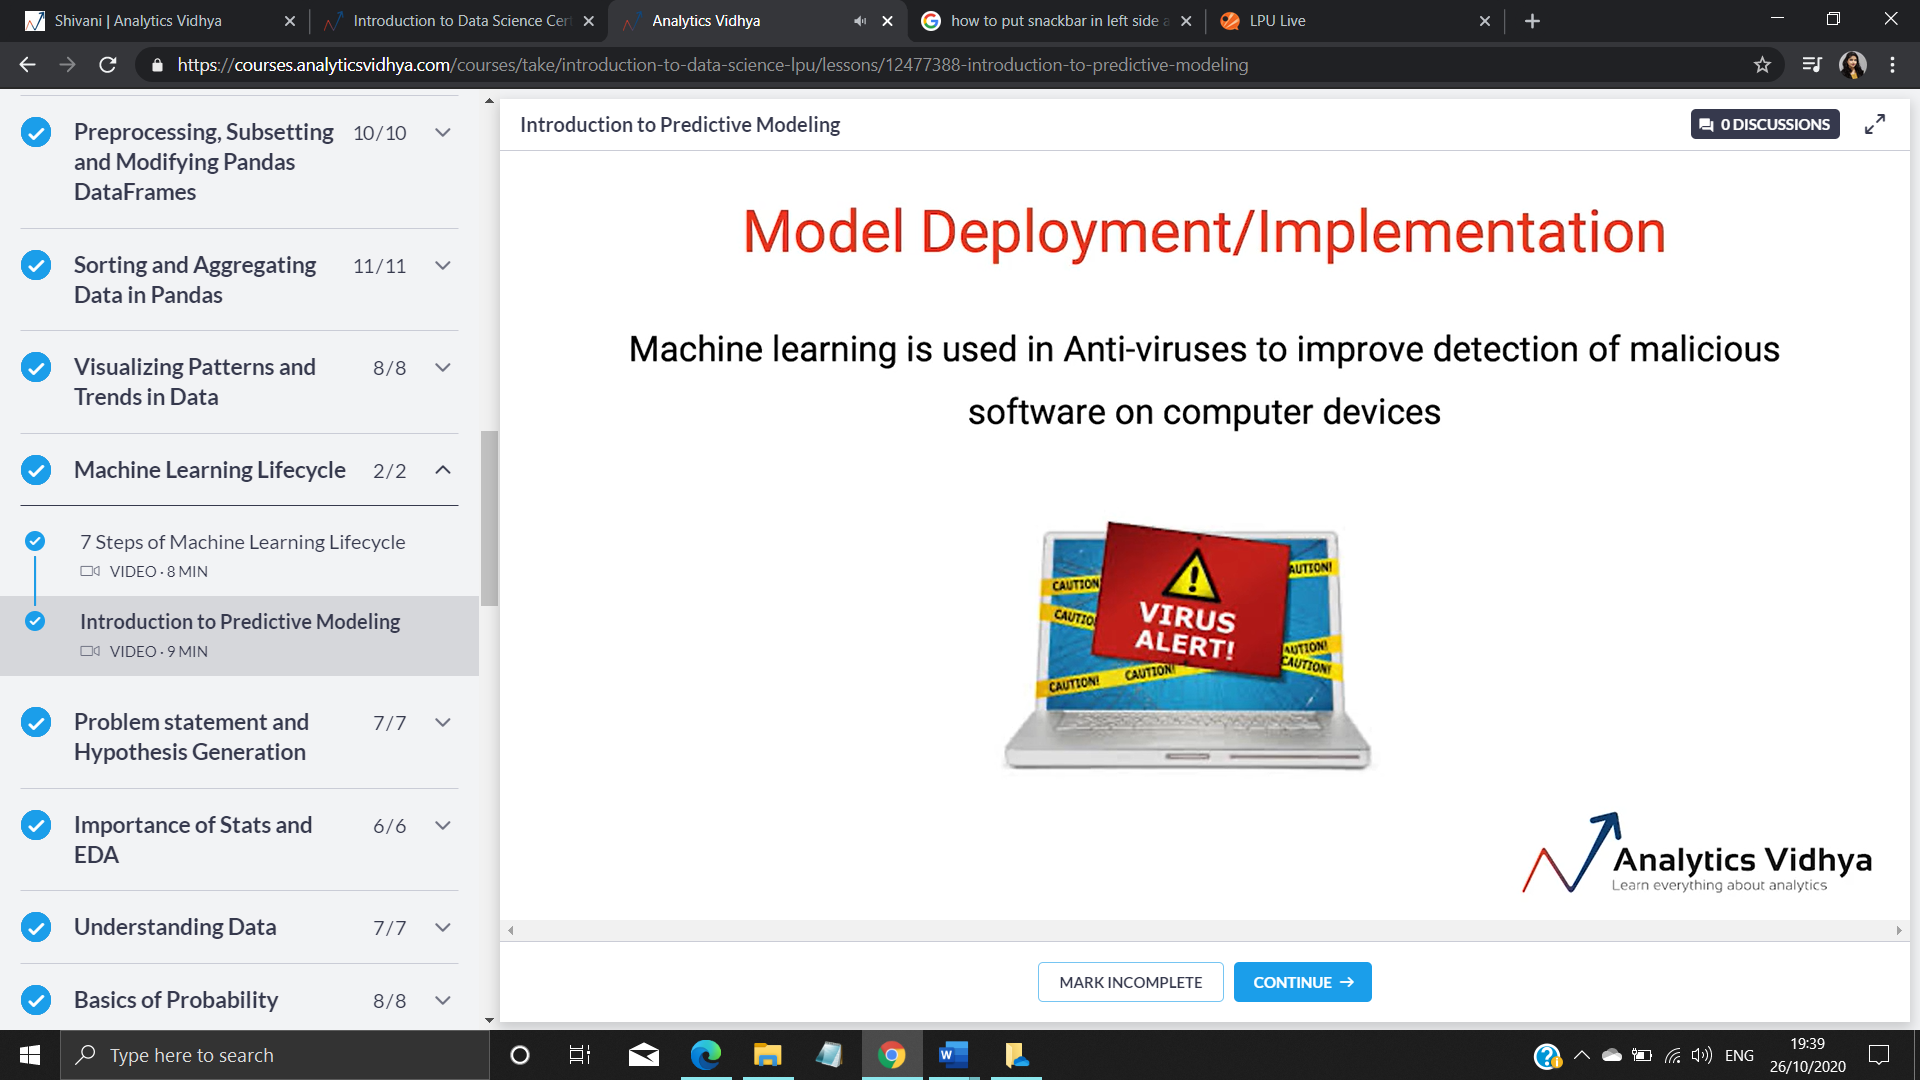 Shivani | Analytics Vidhya
Introduction to Data Science Cert
Analytics Vidhya
how to put snackbar in left side a
LPU Live
https://courses.analyticsvidhya.com/courses/take/introduction-to-data-science-lpu/lessons/12477388-introduction-to-predictive-modeling
Preprocessing, Subsetting 10/10
and Modifying Pandas
DataFrames
Sorting and Aggregating 11/11
Data in Pandas
Visualizing Patterns and 8/8
Trends in Data
Machine Learning Lifecycle 2/2
7 Steps of Machine Learning Lifecycle
VIDEO · 8 MIN
Introduction to Predictive Modeling
VIDEO · 9 MIN
Problem statement and 7/7
Hypothesis Generation
Importance of Stats and 6/6
EDA
Understanding Data 7/7
Basics of Probability 8/8
Introduction to Predictive Modeling
0 DISCUSSIONS
Model Deployment/Implementation
Machine learning is used in Anti-viruses to improve detection of malicious
software on computer devices
CAUTION!
AUTION!
CAUTIO
VIRUS
ALERT!
AUTION!
CAUTION!
CAUTION!
CAUTION!
Analytics Vidhya
Learn everything about analytics
MARK INCOMPLETE
CONTINUE →
Type here to search
ENG
19:39
26/10/2020